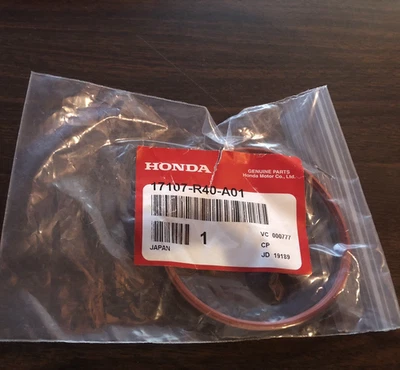 HONDA
GENUINE PARTS
Honda Motor Co., Ltd.
17107-R40-A01
1
VC 000777
CP
JAPAN
JD 19189